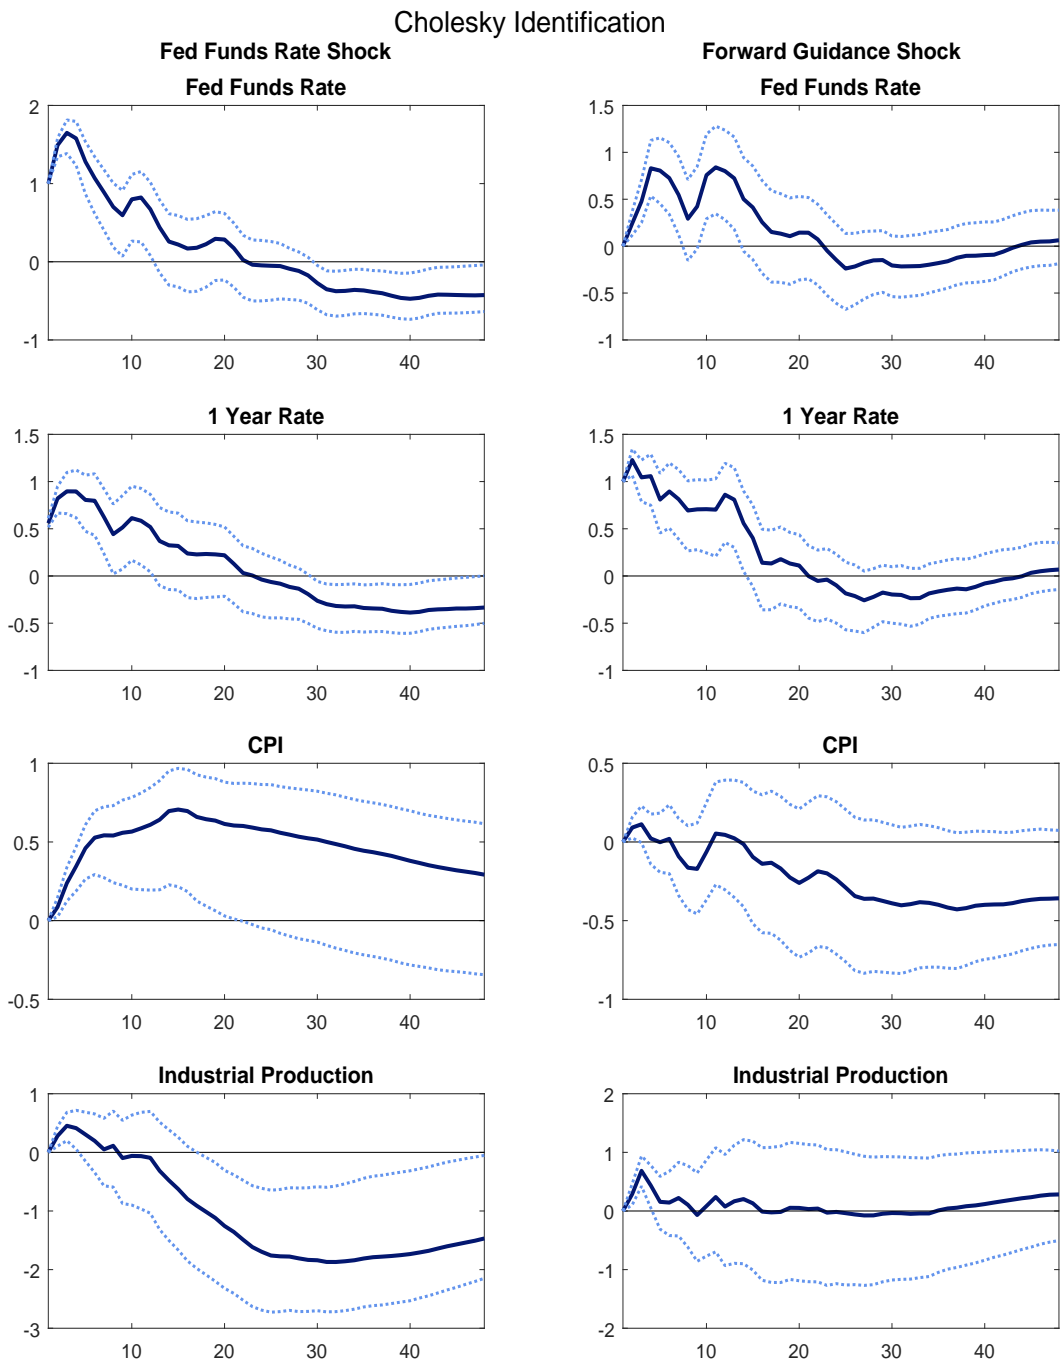 Cholesky Identification
Fed Funds Rate Shock
Forward Guidance Shock
Fed Funds Rate
2
1
0
-1
10 20 30 40
Fed Funds Rate
1.5
1
0.5
0
-0.5
-1
10 20 30 40
1 Year Rate
1.5
1
0.5
0
-0.5
-1
10 20 30 40
1 Year Rate
1.5
1
0.5
0
-0.5
-1
10 20 30 40
CPI
1
0.5
0
-0.5
10 20 30 40
CPI
0.5
0
-0.5
-1
10 20 30 40
Industrial Production
1
0
-1
-2
-3
10 20 30 40
Industrial Production
2
1
0
-1
-2
10 20 30 40